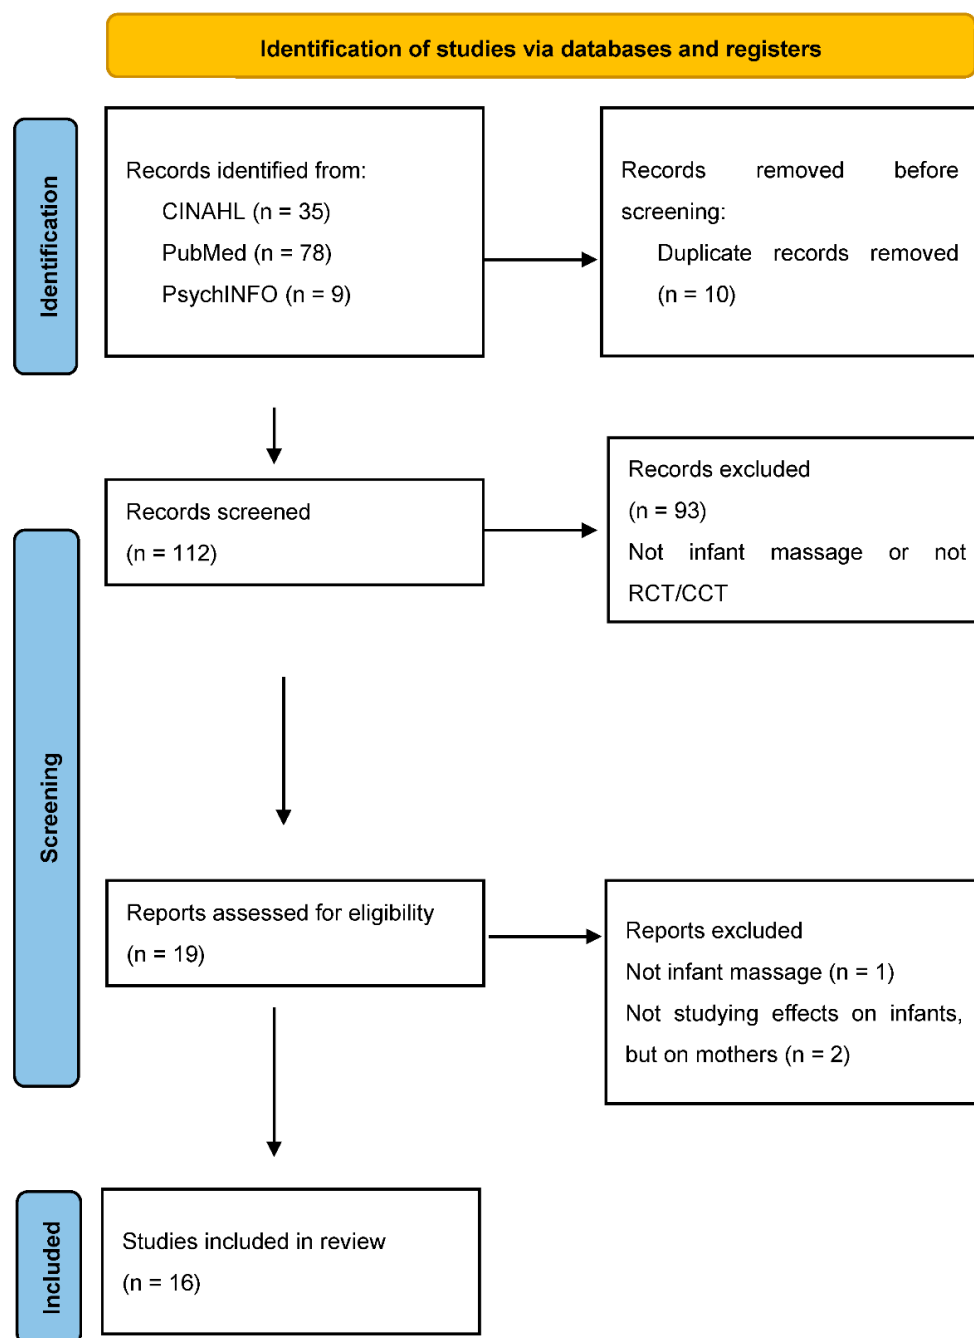 Identification of studies via databases and registers
Identification
Records identified from:
CINAHL (n = 35)
PubMed (n = 78)
PsychINFO (n = 9)
Records removed before
screening:
Duplicate records removed
(n = 10)
Screening
Records screened
(n = 112)
Records excluded
(n = 93)
Not infant massage or not
RCT/CCT
Reports assessed for eligibility
(n = 19)
Reports excluded
Not infant massage (n = 1)
Not studying effects on infants,
but on mothers (n = 2)
Included
Studies included in review
(n = 16)